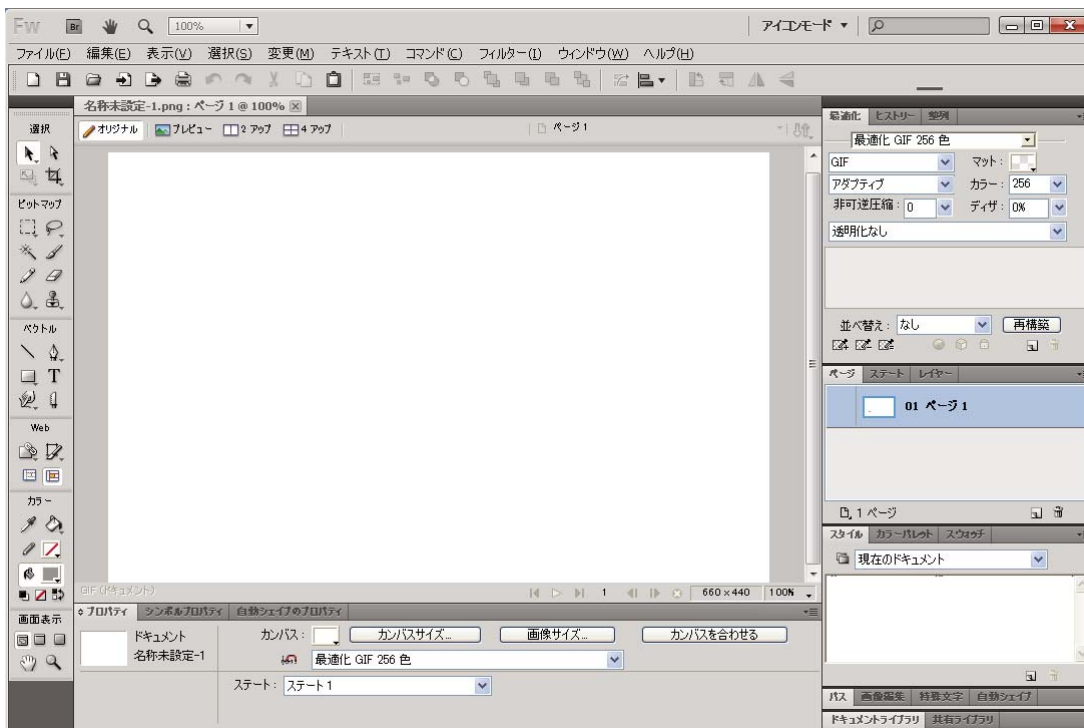 Fw Br 100% アイコンモード
ファイル(F) 編集(E) 表示(V) 選択(S) 変更(M) テキスト(T) コマンド(C) フィルター(I) ウィンドウ(W) ヘルプ(H)
名称未設定-1.png : ページ 1 @ 100%
オリジナル プレビュー 2 アップ 4 アップ ページ 1
選択
ビットマップ
ベクトル
T
Web
カラー
画面表示
GIF (ドキュメント) 1 660×440 100%
プロパティ シンボルプロパティ 自動シェイプのプロパティ
ドキュメント
名称未設定-1
カンバス : カンバスサイズ... 画像サイズ... カンバスを合わせる
最適化 GIF 256 色
ステート : ステート 1
最適化 ヒストリー 整列
最適化 GIF 256 色
GIF マット :
アダプティブ カラー : 256
非可逆圧縮 : 0 ディザ : 0%
透明化なし
並べ替え : なし 再構築
ページ ステート レイヤー
01 ページ 1
1 ページ
スタイル カラーパレット スウォッチ
現在のドキュメント
パス 画像編集 特殊文字 自動シェイプ
ドキュメントライブラリ 共有ライブラリ